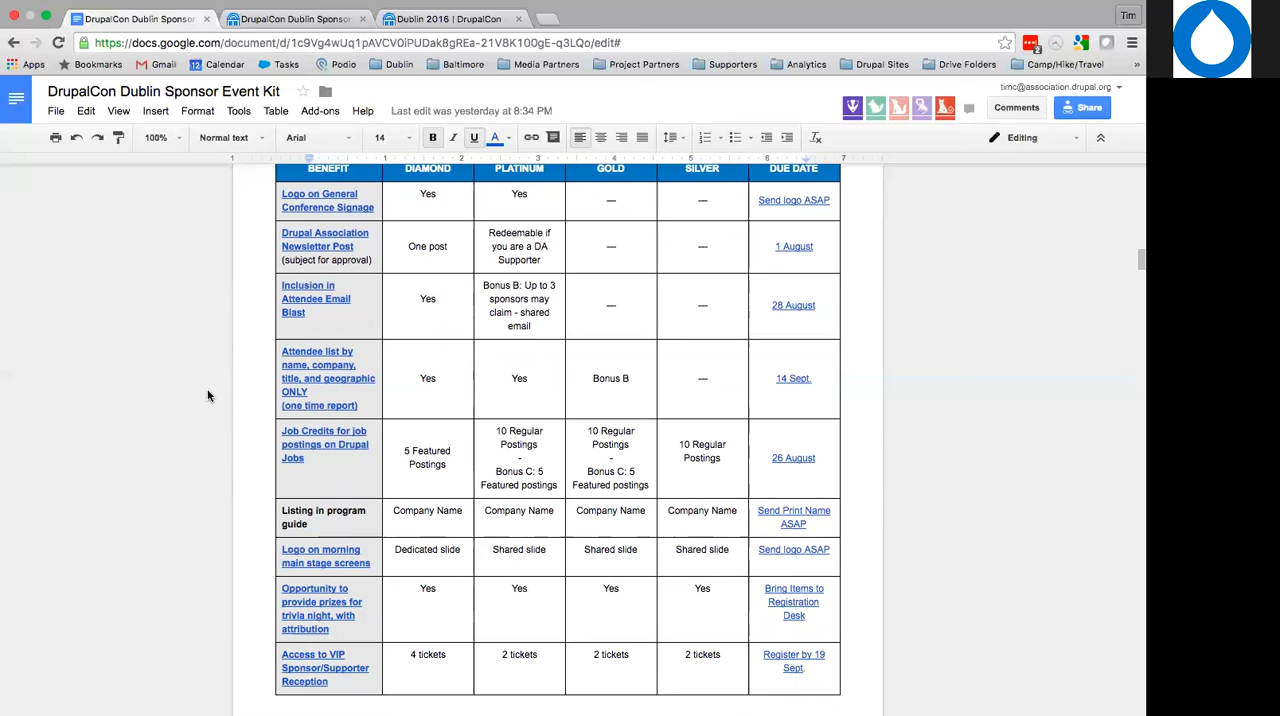 DrupalCon Dublin Sponsor
DrupalCon Dublin Sponsor
Dublin 2016 | DrupalCon
Tim
https://docs.google.com/document/d/1c9Vg4wUq1pAVCV0iPUDak8gREa-21V8K100gE-q3LQo/edit#
2
Apps
Bookmarks
Gmail
12
Calendar
Tasks
Podio
Dublin
Baltimore
Media Partners
Project Partners
Supporters
Analytics
Drupal Sites
Drive Folders
Camp/Hike/Travel
DrupalCon Dublin Sponsor Event Kit
timc@association.drupal.org
File Edit View Insert Format Tools Table Add-ons Help Last edit was yesterday at 8:34 PM
Comments
Share
100% Normal text Arial 14 B I U A Editing
1 1 2 3 4 5 6 7
BENEFIT DIAMOND PLATINUM GOLD SILVER DUE DATE
Logo on General
Conference Signage
Yes
Yes
---
---
Send logo ASAP
Drupal Association
Newsletter Post
(subject for approval)
One post
Redeemable if
you are a DA
Supporter
---
---
1 August
Inclusion in
Attendee Email
Blast
Yes
Bonus B: Up to 3
sponsors may
claim - shared
email
---
---
28 August
Attendee list by
name, company,
title, and geographic
ONLY
(one time report)
Yes
Yes
Bonus B
---
14 Sept.
Job Credits for job
postings on Drupal
Jobs
5 Featured
Postings
10 Regular
Postings
-
Bonus C: 5
Featured postings
10 Regular
Postings
-
Bonus C: 5
Featured postings
10 Regular
Postings
26 August
Listing in program
guide
Company Name
Company Name
Company Name
Company Name
Send Print Name
ASAP
Logo on morning
main stage screens
Dedicated slide
Shared slide
Shared slide
Shared slide
Send logo ASAP
Opportunity to
provide prizes for
trivia night, with
attribution
Yes
Yes
Yes
Yes
Bring Items to
Registration
Desk
Access to VIP
Sponsor/Supporter
Reception
4 tickets
2 tickets
2 tickets
2 tickets
Register by 19
Sept.